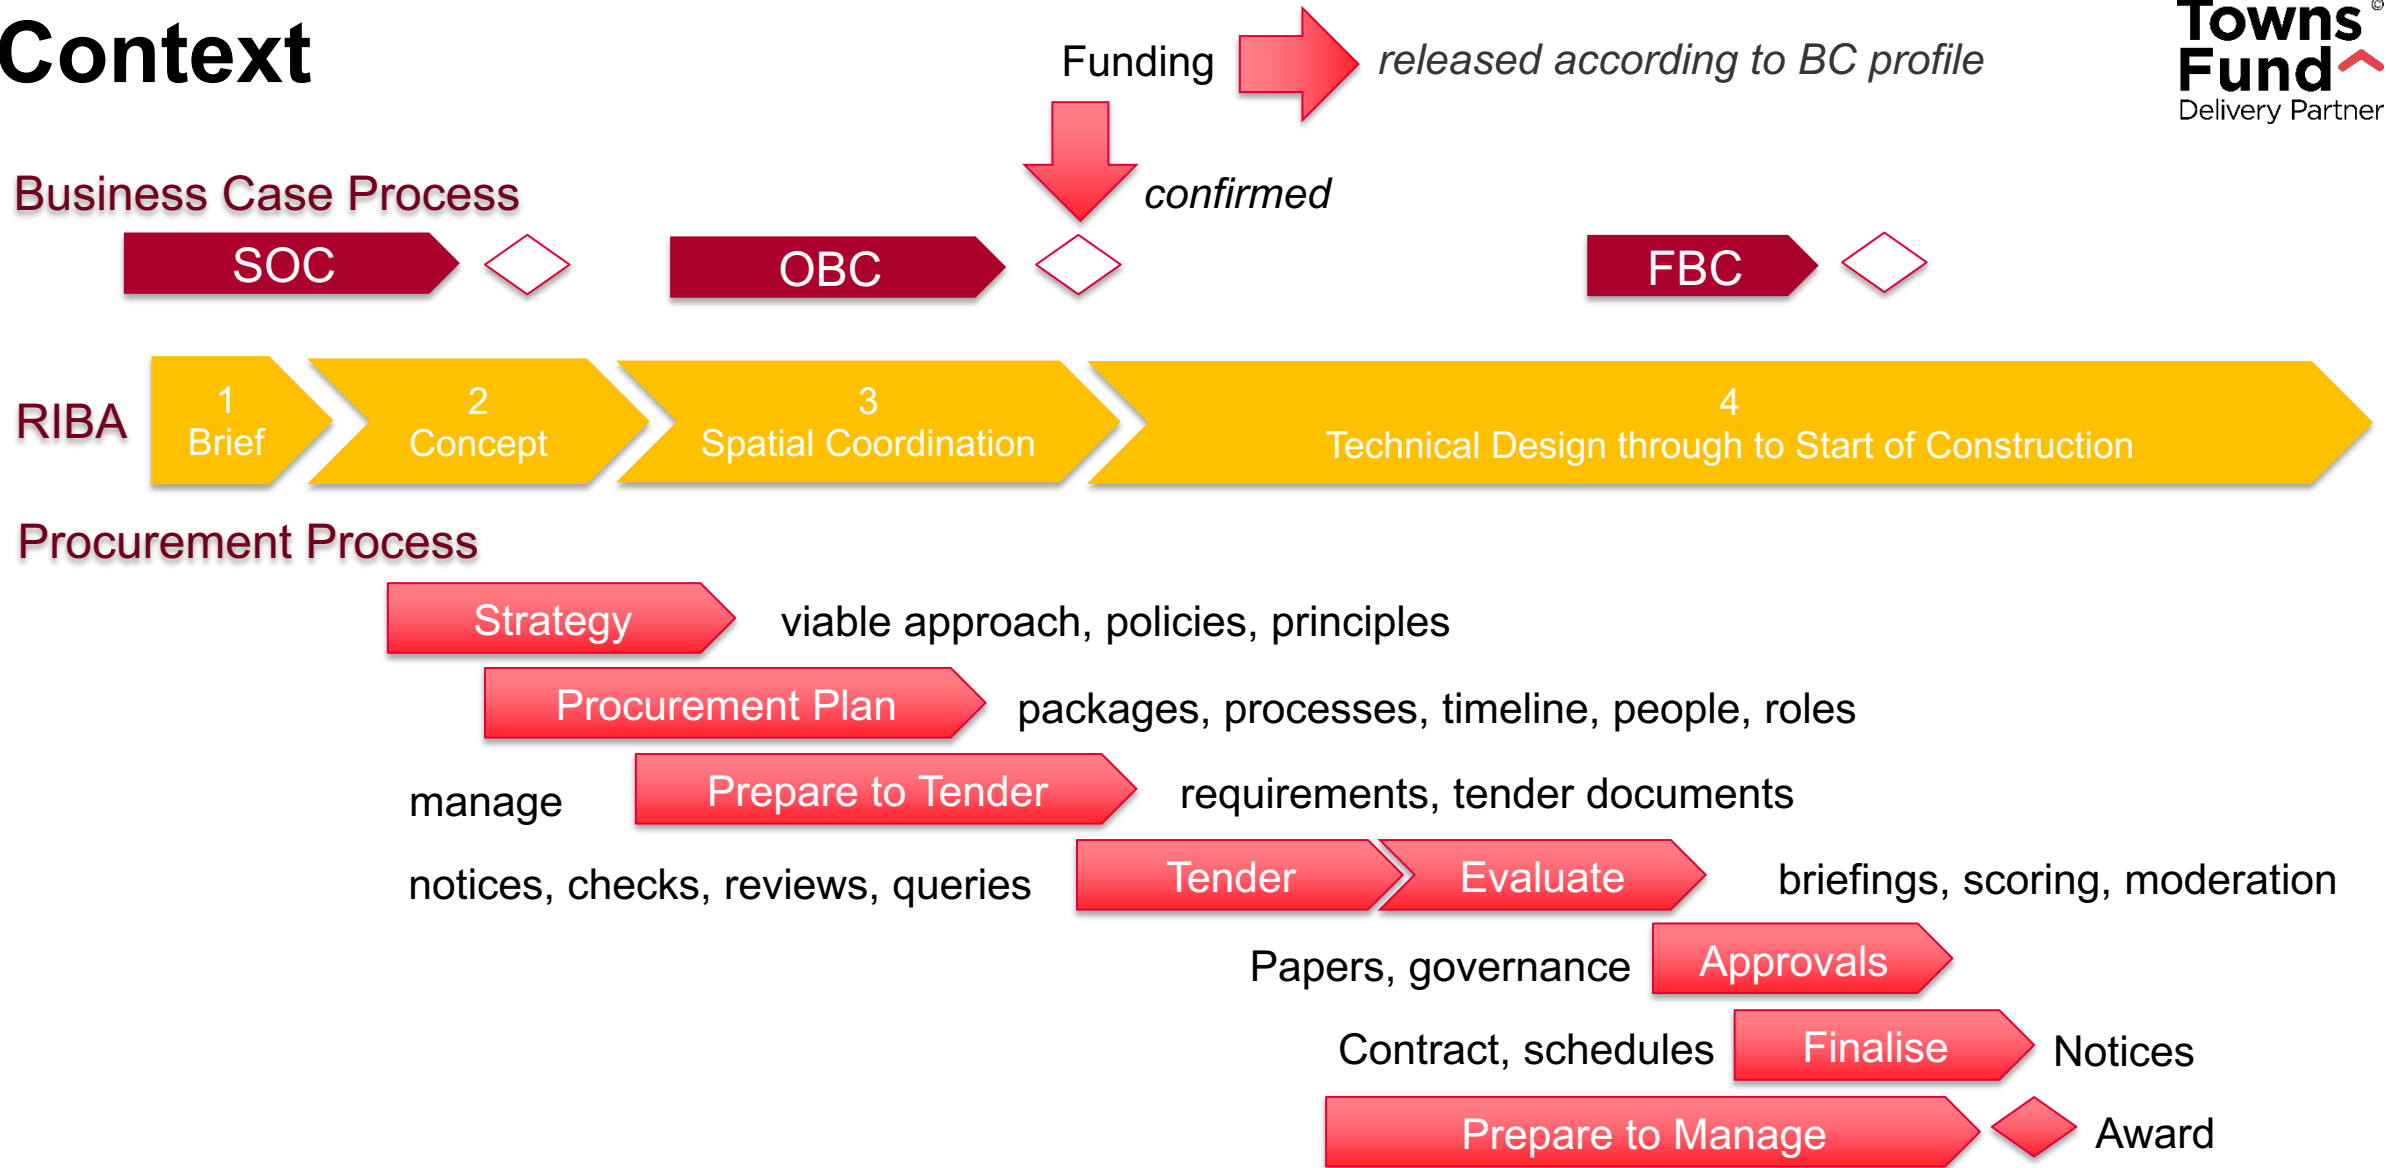 Context
Funding
released according to BC profile
Towns©
Fund
Delivery Partner
confirmed
Business Case Process
SOC
OBC
FBC
RIBA
1
Brief
2
Concept
3
Spatial Coordination
4
Technical Design through to Start of Construction
Procurement Process
Strategy
viable approach, policies, principles
Procurement Plan
packages, processes, timeline, people, roles
manage
Prepare to Tender
requirements, tender documents
notices, checks, reviews, queries
Tender
Evaluate
briefings, scoring, moderation
Papers, governance
Approvals
Contract, schedules
Finalise
Notices
Prepare to Manage
Award